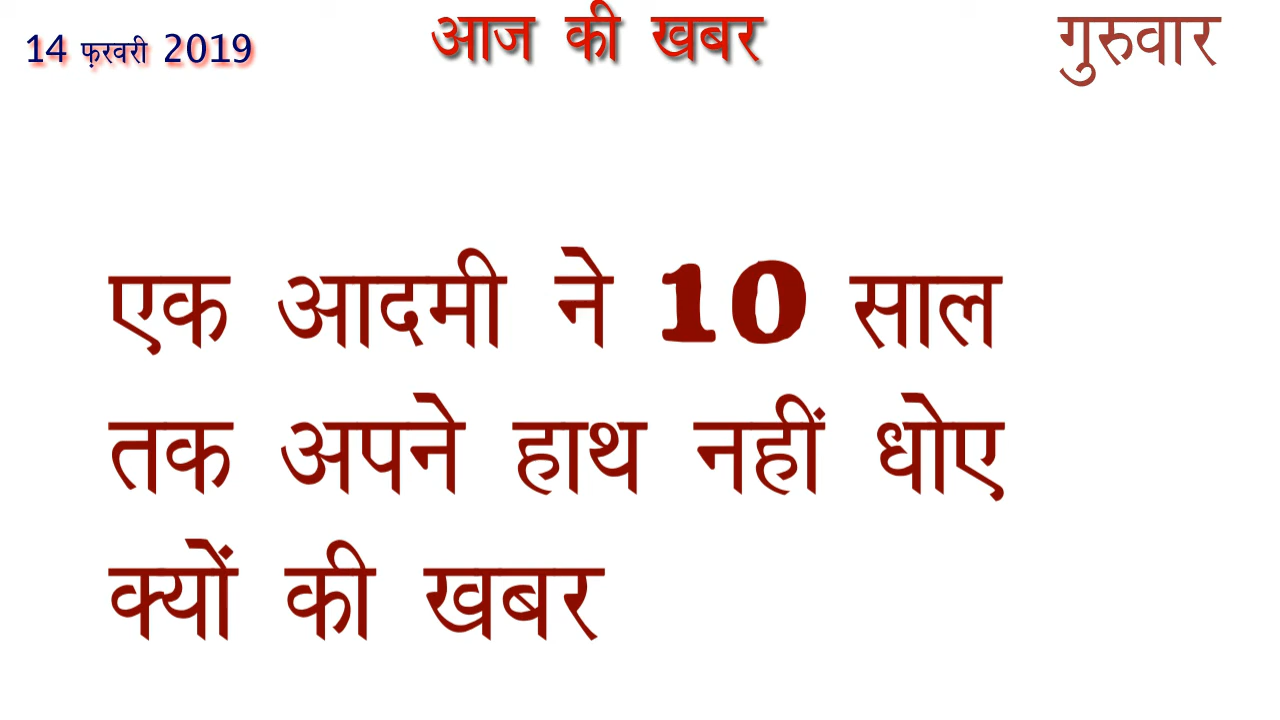 14 फ़रवरी 2019 आज की खबर गुरुवार
एक आदमी ने 10 साल
तक अपने हाथ नहीं धोए
क्यों की खबर